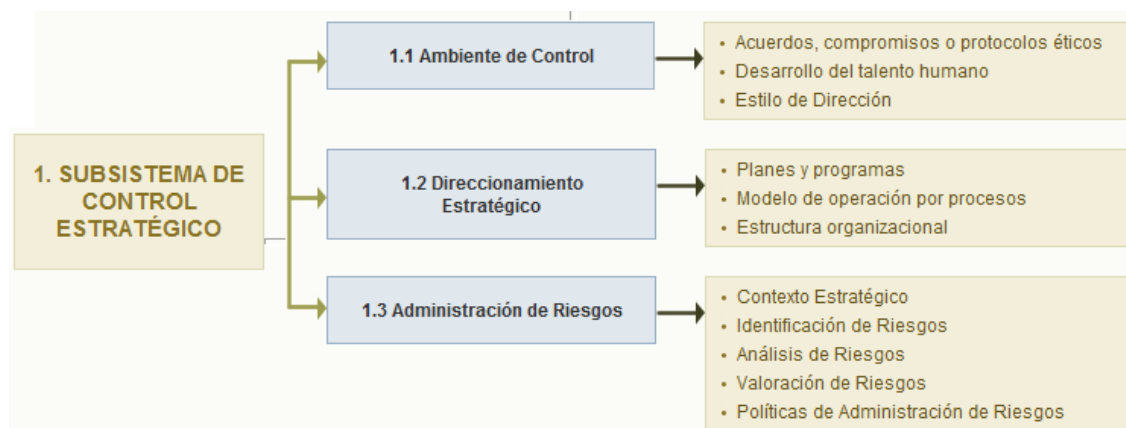 1. SUBSISTEMA DE
CONTROL
ESTRATÉGICO
1.1 Ambiente de Control
• Acuerdos, compromisos o protocolos éticos
• Desarrollo del talento humano
• Estilo de Dirección
1.2 Direccionamiento
Estratégico
• Planes y programas
• Modelo de operación por procesos
• Estructura organizacional
1.3 Administración de Riesgos
• Contexto Estratégico
• Identificación de Riesgos
• Análisis de Riesgos
• Valoración de Riesgos
• Políticas de Administración de Riesgos